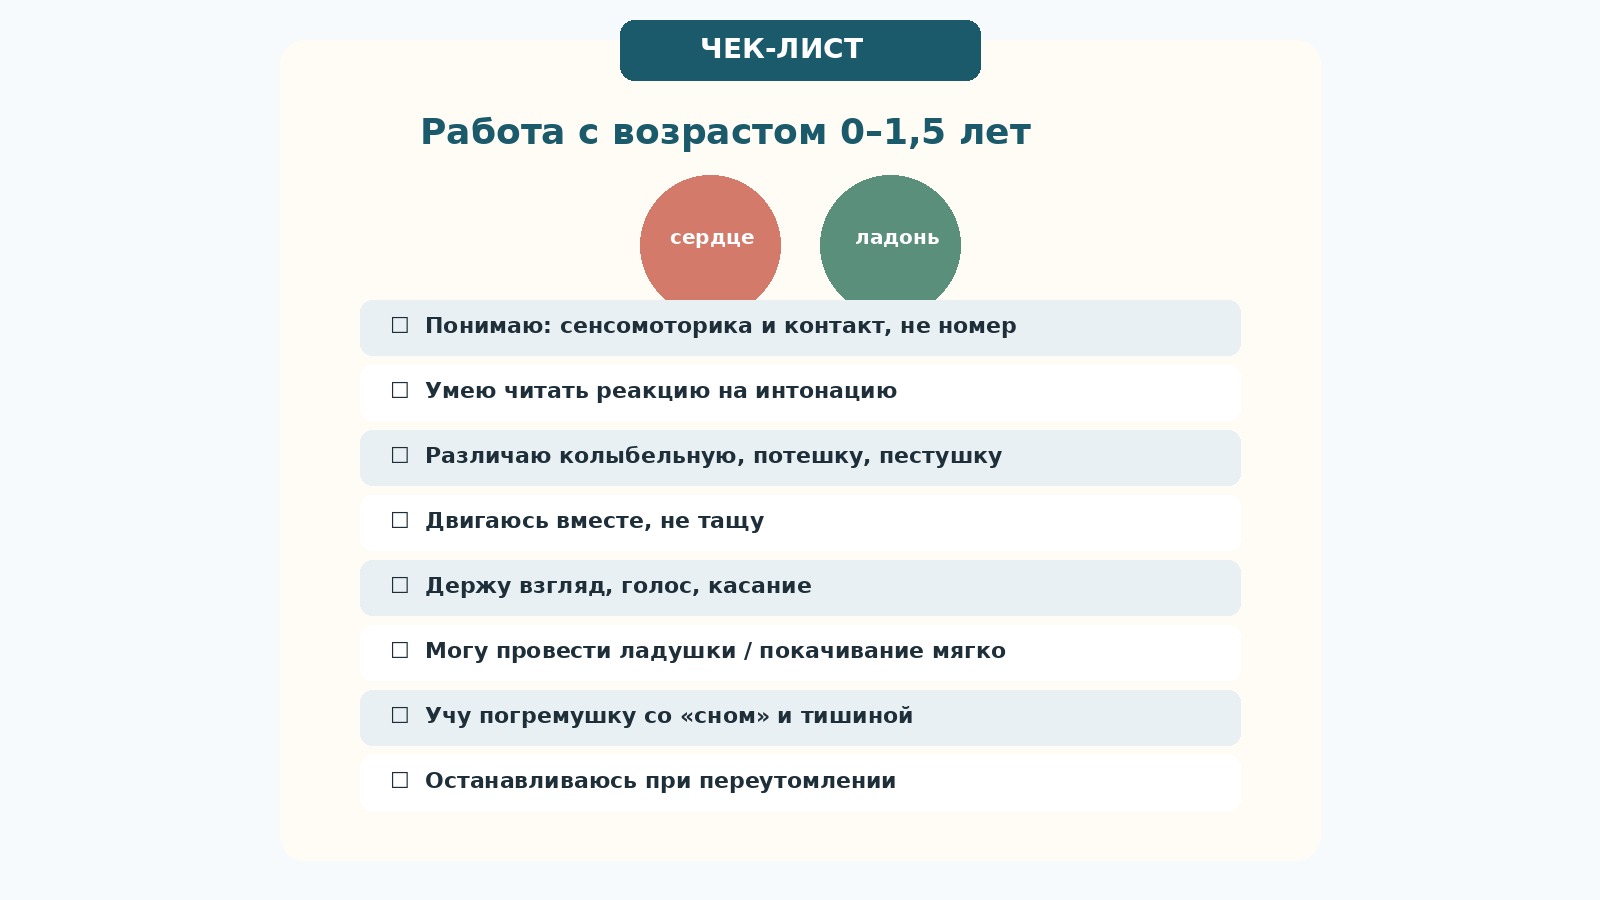 ЧЕК-ЛИСТ
Работа с возрастом 0–1,5 лет
сердце
ладонь
☐ Понимаю: сенсомоторика и контакт, не номер
☐ Умею читать реакцию на интонацию
☐ Различаю колыбельную, потешку, пестушку
☐ Двигаюсь вместе, не тащу
☐ Держу взгляд, голос, касание
☐ Могу провести ладушки / покачивание мягко
☐ Учу погремушку со «сном» и тишиной
☐ Останавливаюсь при переутомлении